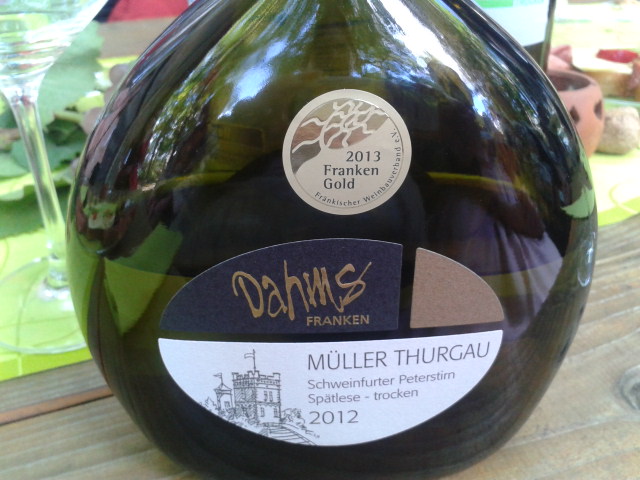 2013
Franken
Gold
Fränkischer Weinbauverband e.V.
Dahms
FRANKEN
MÜLLER THURGAU
Schweinfurter Peterstirn
Spätlese - trocken
2012